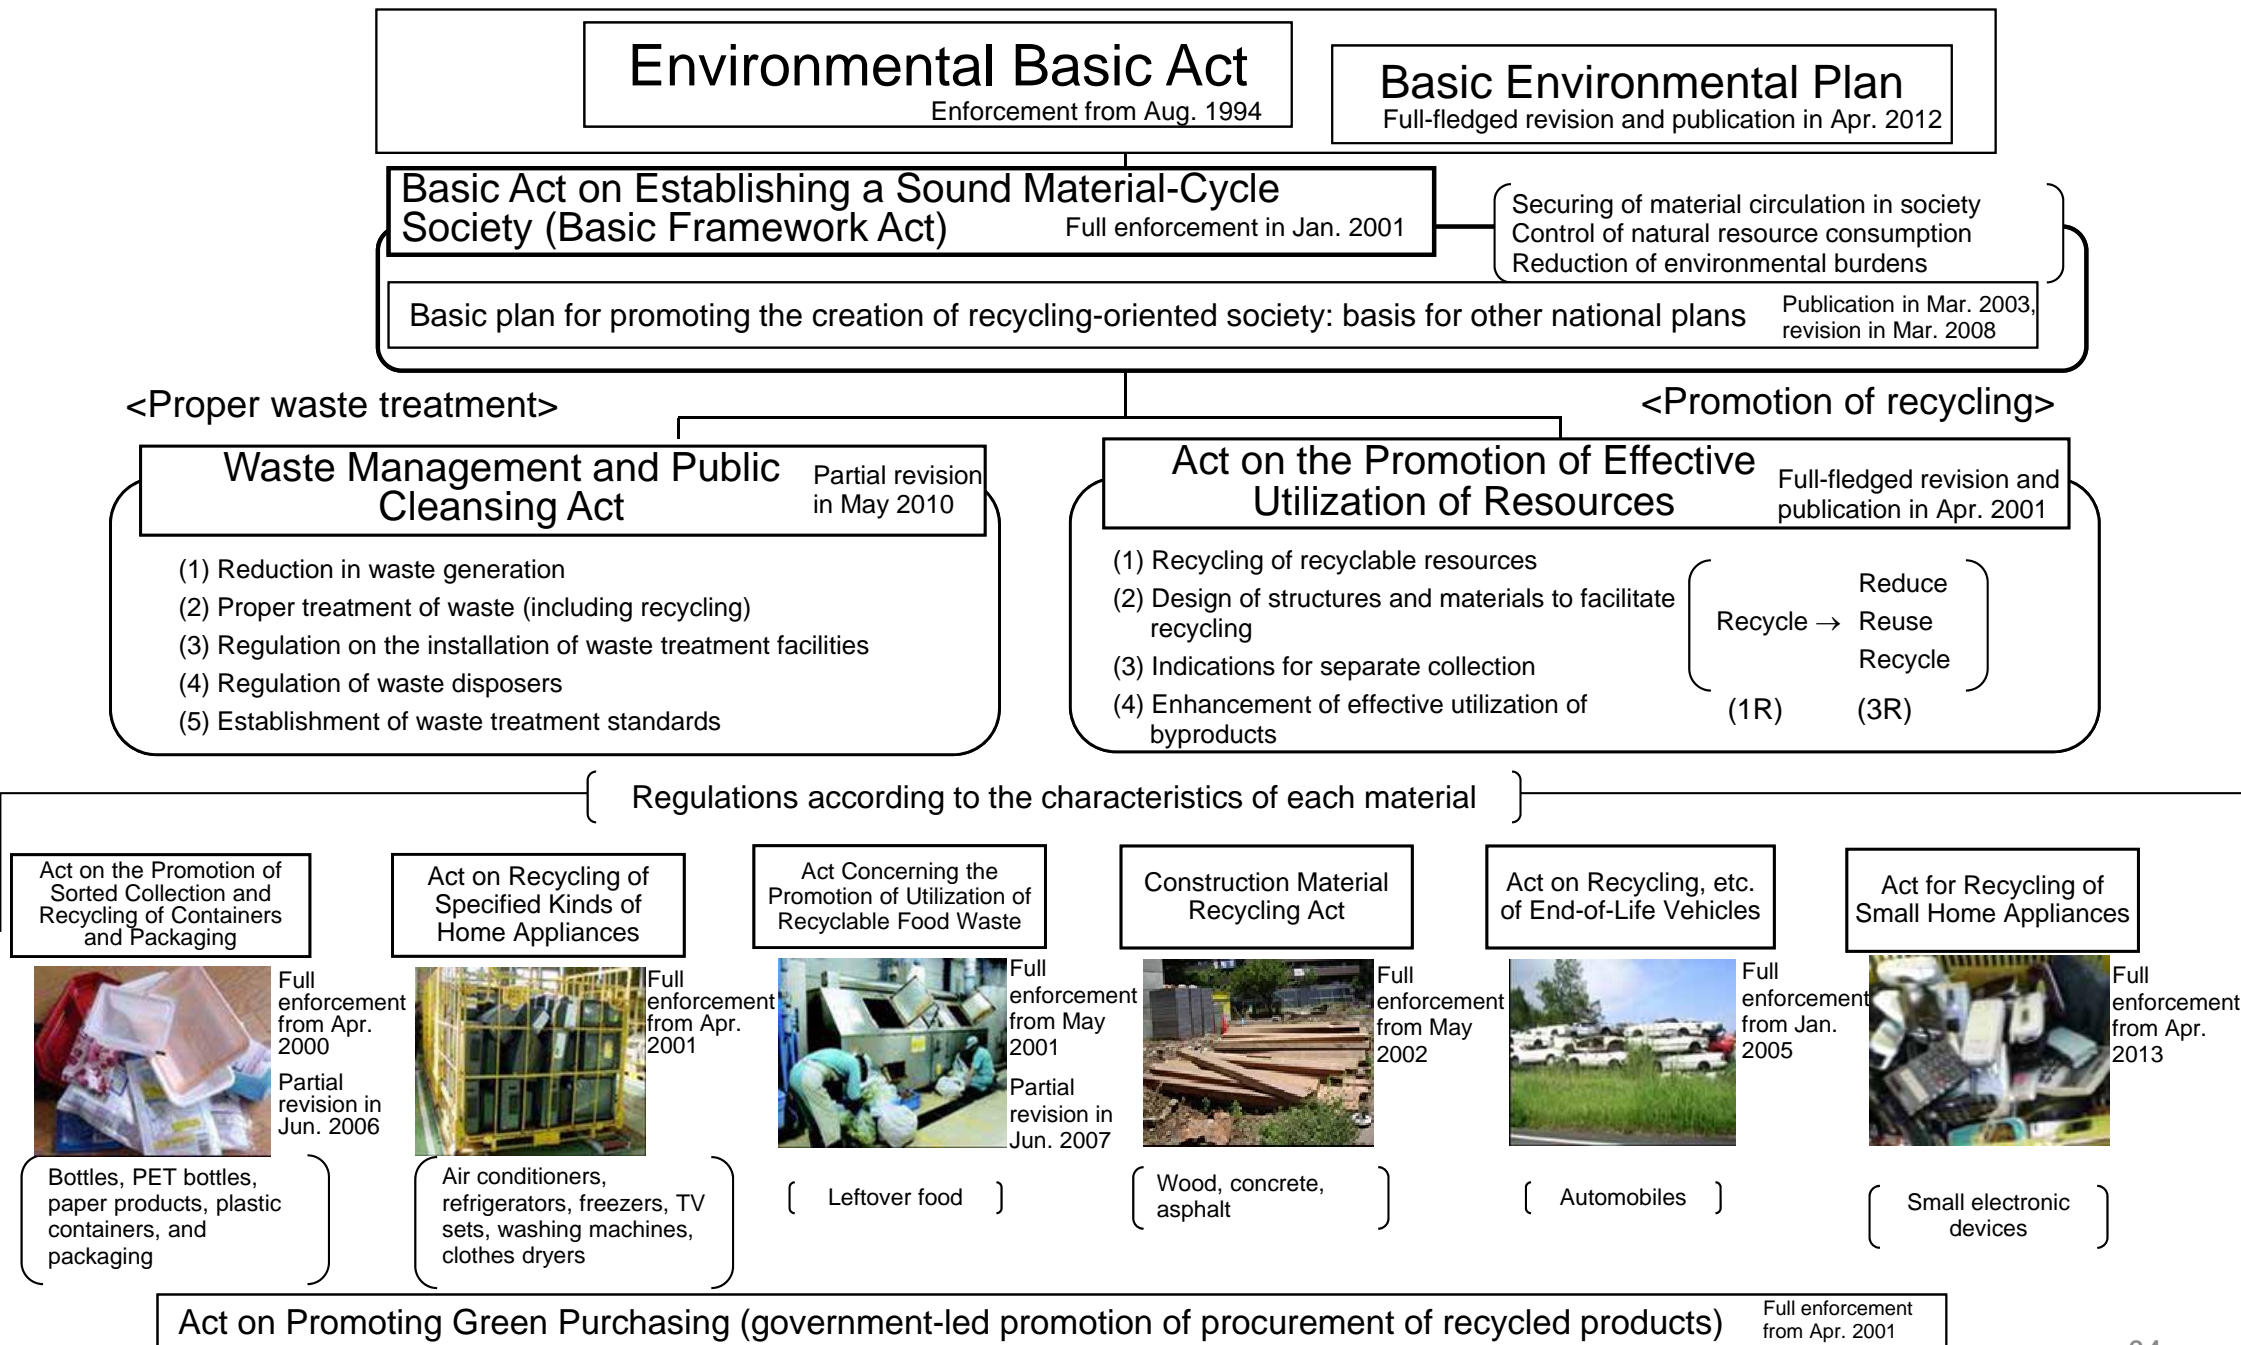 Environmental Basic Act
Enforcement from Aug. 1994
Basic Environmental Plan
Full-fledged revision and publication in Apr. 2012
Basic Act on Establishing a Sound Material-Cycle
Society (Basic Framework Act)
Full enforcement in Jan. 2001
Securing of material circulation in society
Control of natural resource consumption
Reduction of environmental burdens
Basic plan for promoting the creation of recycling-oriented society: basis for other national plans
Publication in Mar. 2003,
revision in Mar. 2008
<Proper waste treatment>
<Promotion of recycling>
Waste Management and Public
Cleansing Act
Partial revision
in May 2010
(1) Reduction in waste generation
(2) Proper treatment of waste (including recycling)
(3) Regulation on the installation of waste treatment facilities
(4) Regulation of waste disposers
(5) Establishment of waste treatment standards
Act on the Promotion of Effective
Utilization of Resources
Full-fledged revision and
publication in Apr. 2001
(1) Recycling of recyclable resources
(2) Design of structures and materials to facilitate
recycling
(3) Indications for separate collection
(4) Enhancement of effective utilization of
byproducts
Reduce
Recycle → Reuse
Recycle
(1R) (3R)
Regulations according to the characteristics of each material
Act on the Promotion of
Sorted Collection and
Recycling of Containers
and Packaging
Full
enforcement
from Apr.
2000
Partial
revision in
Jun. 2006
Bottles, PET bottles,
paper products, plastic
containers, and
packaging
Act on Recycling of
Specified Kinds of
Home Appliances
Full
enforcement
from Apr.
2001
Air conditioners,
refrigerators, freezers, TV
sets, washing machines,
clothes dryers
Act Concerning the
Promotion of Utilization of
Recyclable Food Waste
Full
enforcement
from May
2001
Partial
revision in
Jun. 2007
Leftover food
Construction Material
Recycling Act
Full
enforcement
from May
2002
Wood, concrete,
asphalt
Act on Recycling, etc.
of End-of-Life Vehicles
Full
enforcement
from Jan.
2005
Automobiles
Act for Recycling of
Small Home Appliances
Full
enforcement
from Apr.
2013
Small electronic
devices
Act on Promoting Green Purchasing (government-led promotion of procurement of recycled products)
Full enforcement
from Apr. 2001